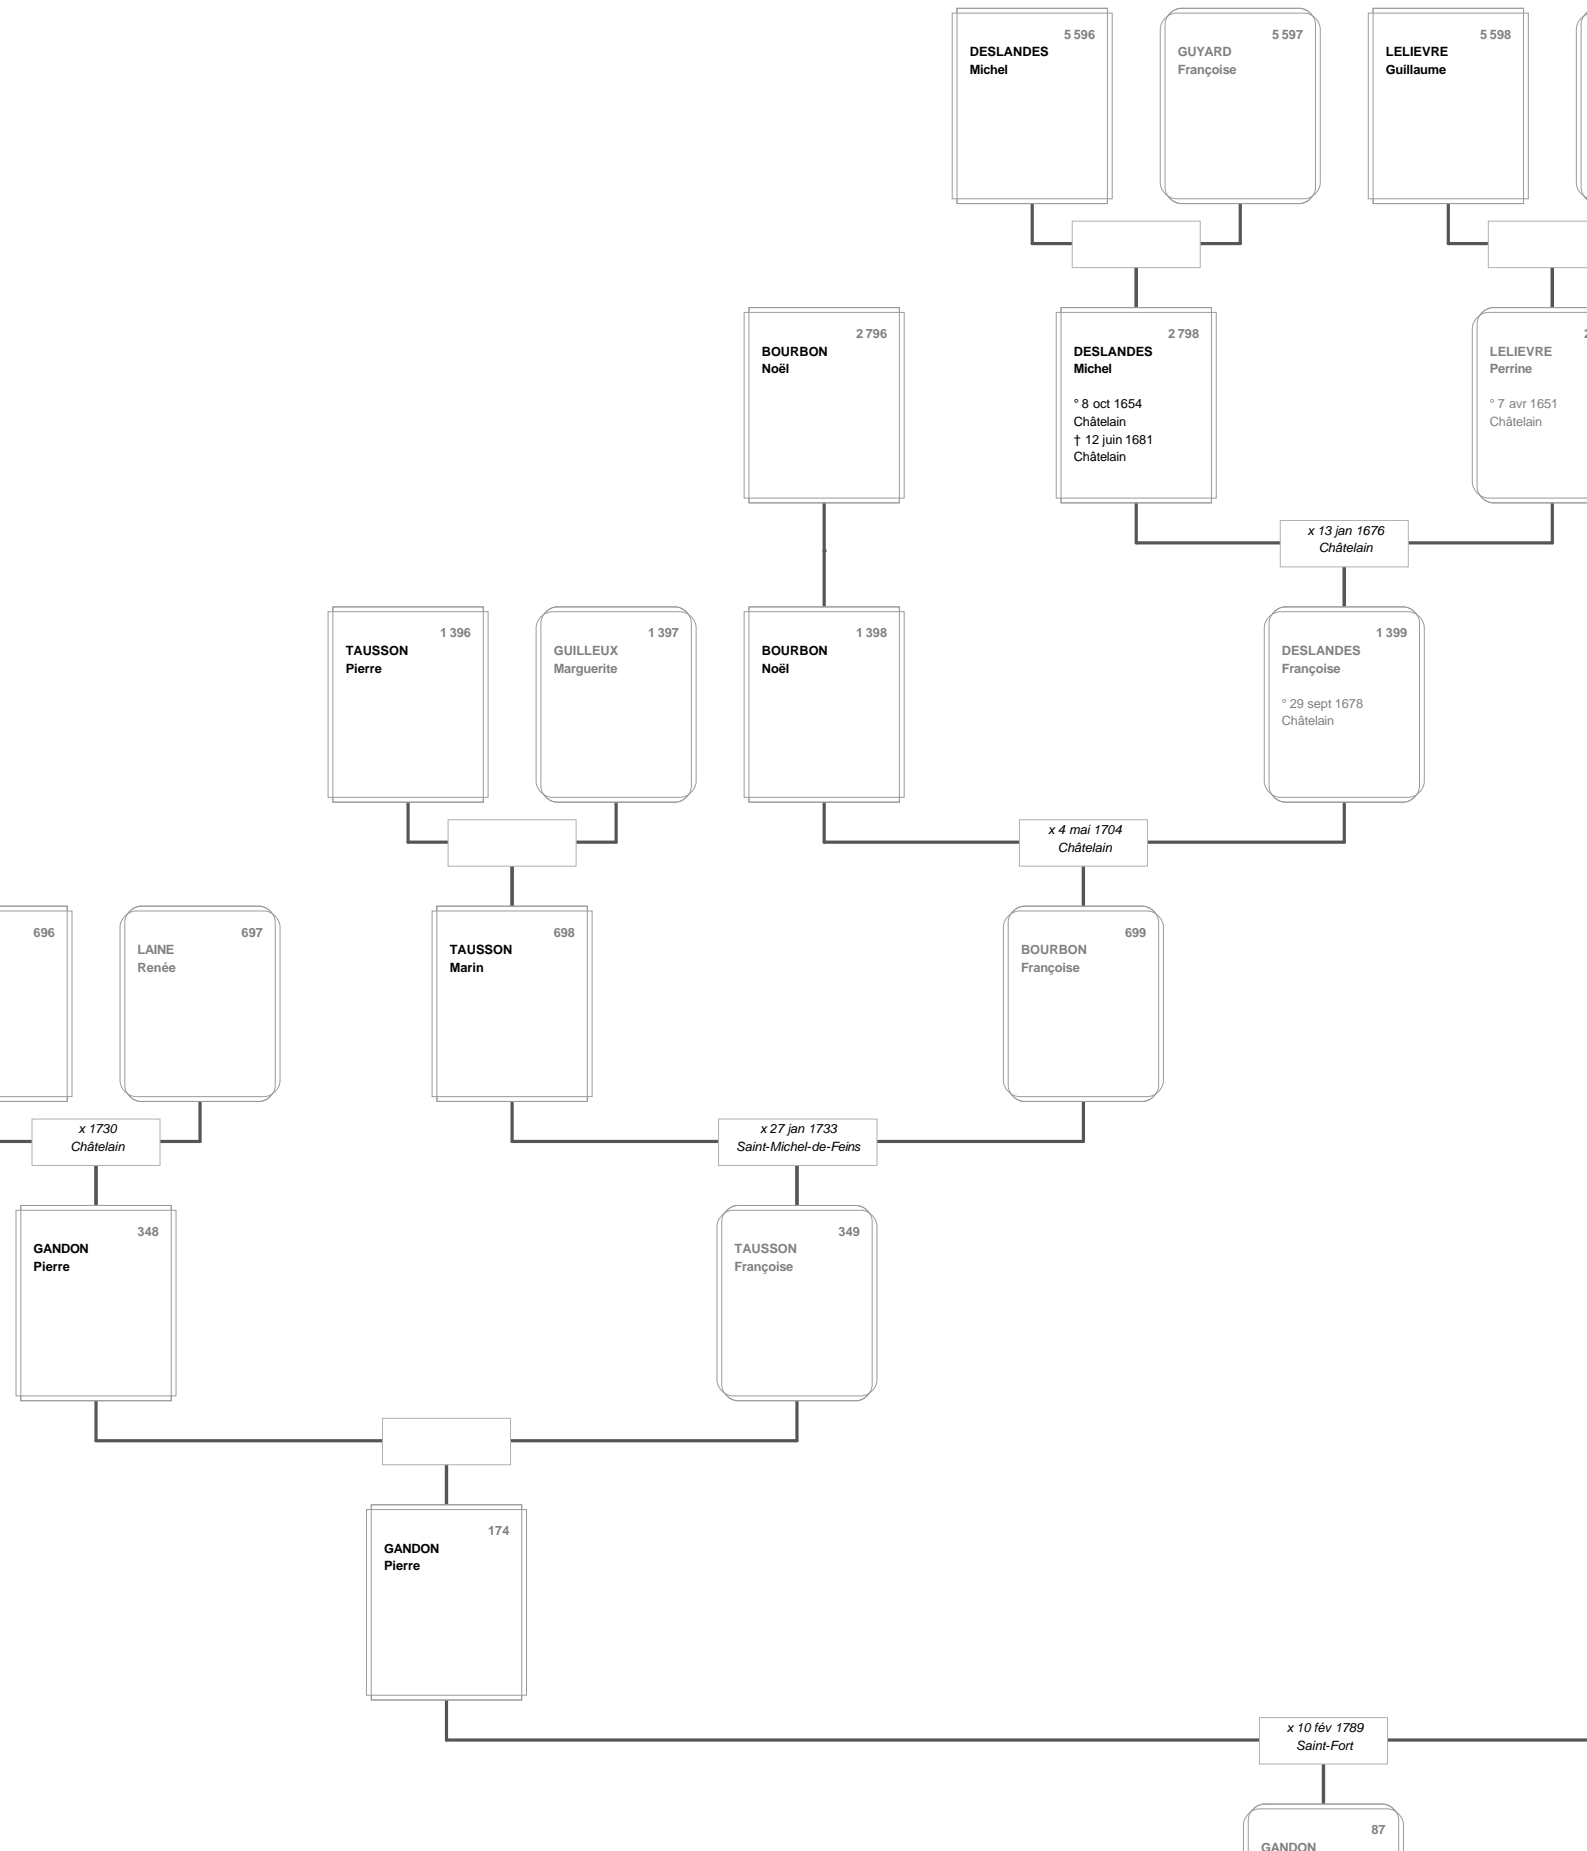 5 596
DESLANDES
Michel
5 597
GUYARD
Françoise
5 598
LELIEVRE
Guillaume
2 796
BOURBON
Noël
2 798
DESLANDES
Michel
° 8 oct 1654
Châtelain
† 12 juin 1681
Châtelain
LELIEVRE
Perrine
° 7 avr 1651
Châtelain
x 13 jan 1676
Châtelain
1 396
TAUSSON
Pierre
1 397
GUILLEUX
Marguerite
1 398
BOURBON
Noël
1 399
DESLANDES
Françoise
° 29 sept 1678
Châtelain
x 4 mai 1704
Châtelain
696
697
LAINE
Renée
698
TAUSSON
Marin
699
BOURBON
Françoise
x 1730
Châtelain
x 27 jan 1733
Saint-Michel-de-Feins
348
GANDON
Pierre
349
TAUSSON
Françoise
174
GANDON
Pierre
x 10 fév 1789
Saint-Fort
87
GANDON